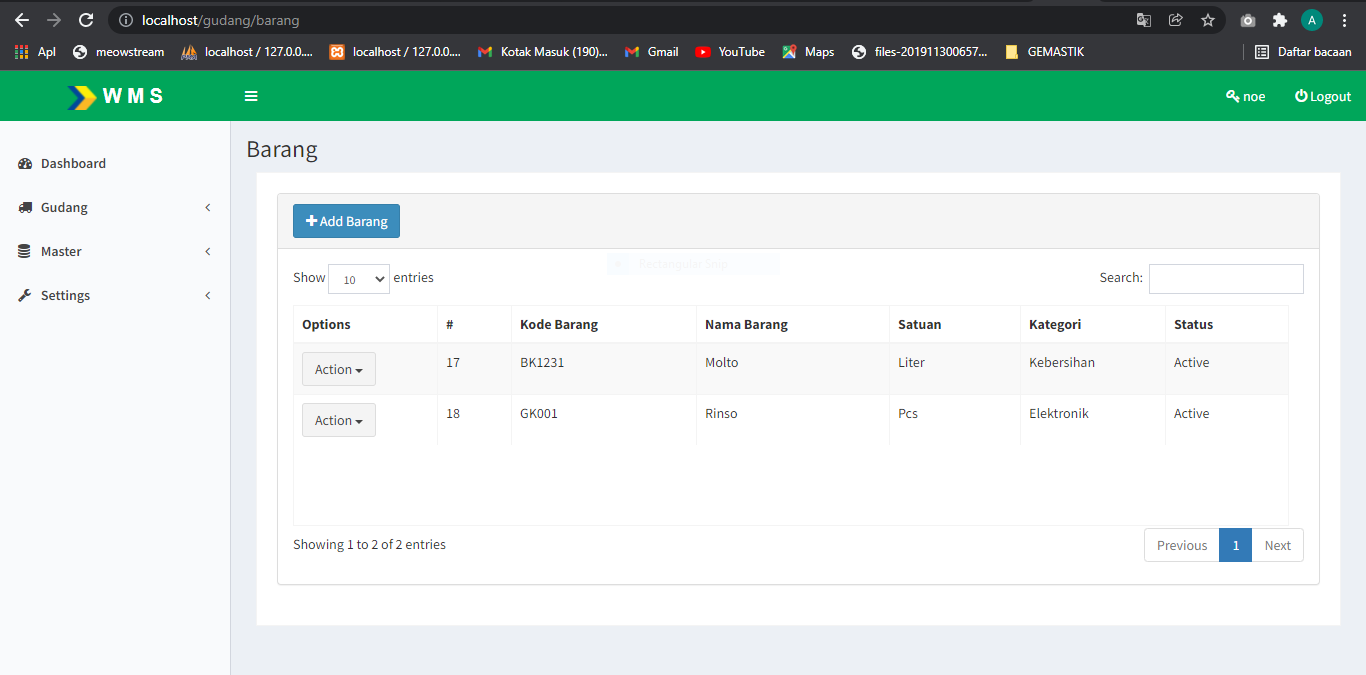 localhost/gudang/barang
A
Apl meowstream localhost / 127.0.0.... localhost / 127.0.0.... Kotak Masuk (190)... Gmail YouTube Maps files-201911300657... GEMASTIK Daftar bacaan
WMS noe Logout
Barang
Dashboard
Gudang
Master
Settings
Add Barang
Rectangular Snip
Show 10 entries Search:
Options # Kode Barang Nama Barang Satuan Kategori Status
Action 17 BK1231 Molto Liter Kebersihan Active
Action 18 GK001 Rinso Pcs Elektronik Active
Showing 1 to 2 of 2 entries Previous 1 Next